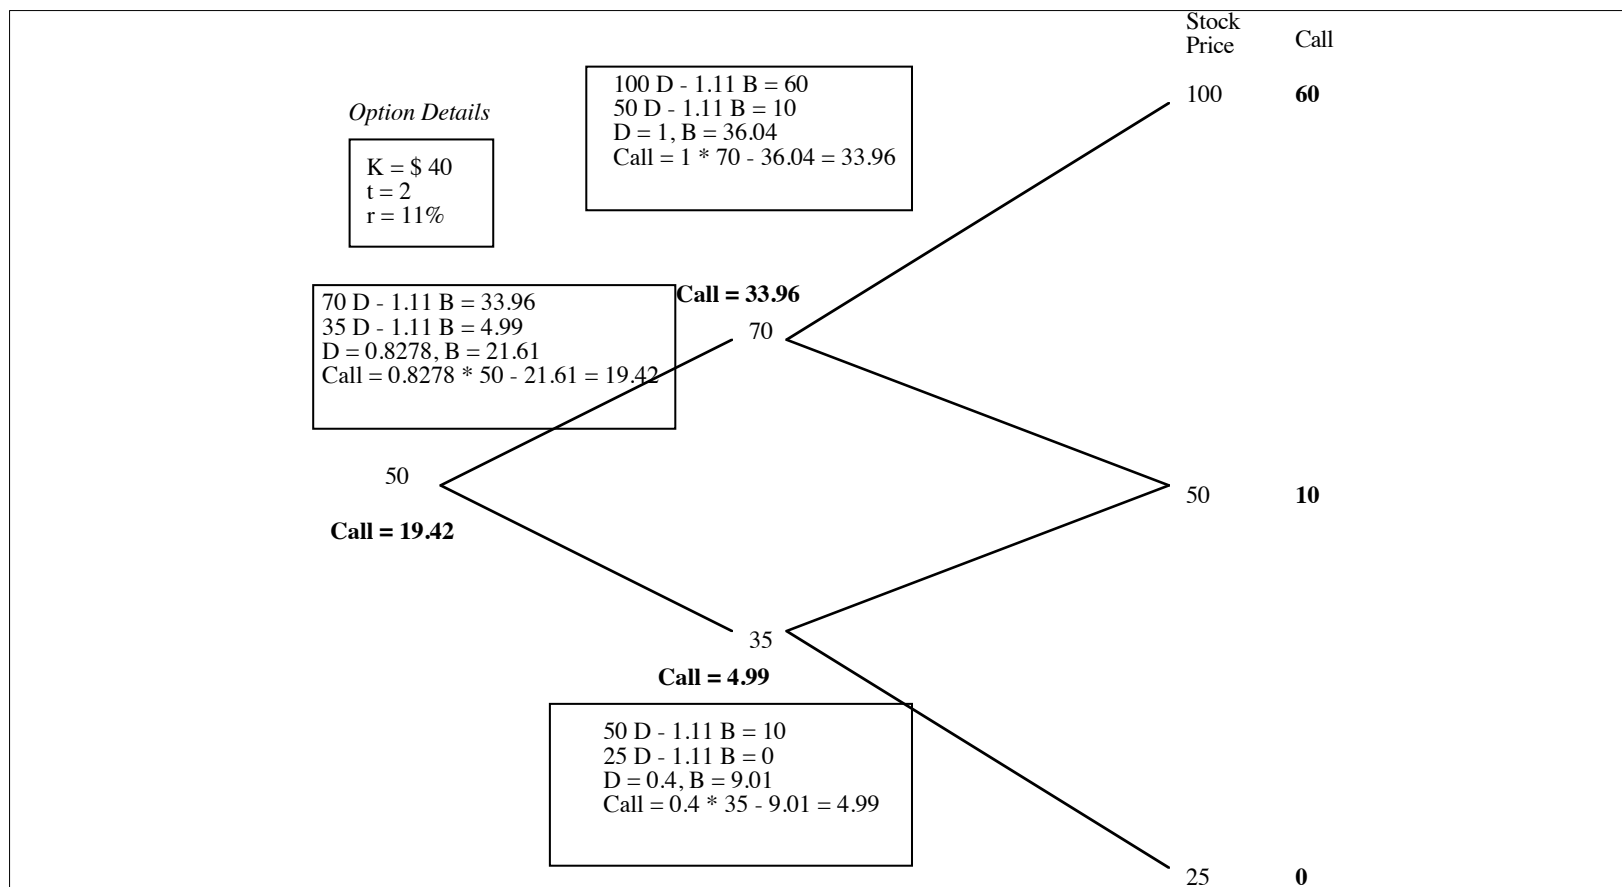 Stock
Price
Call
100 D - 1.11 B = 60
50 D - 1.11 B = 10
D = 1, B = 36.04
Call = 1 * 70 - 36.04 = 33.96
100
60
Option Details
K = $ 40
t = 2
r = 11%
70 D - 1.11 B = 33.96
35 D - 1.11 B = 4.99
D = 0.8278, B = 21.61
Call = 0.8278 * 50 - 21.61 = 19.42
Call = 33.96
70
50
Call = 19.42
50
10
35
Call = 4.99
50 D - 1.11 B = 10
25 D - 1.11 B = 0
D = 0.4, B = 9.01
Call = 0.4 * 35 - 9.01 = 4.99
25
0